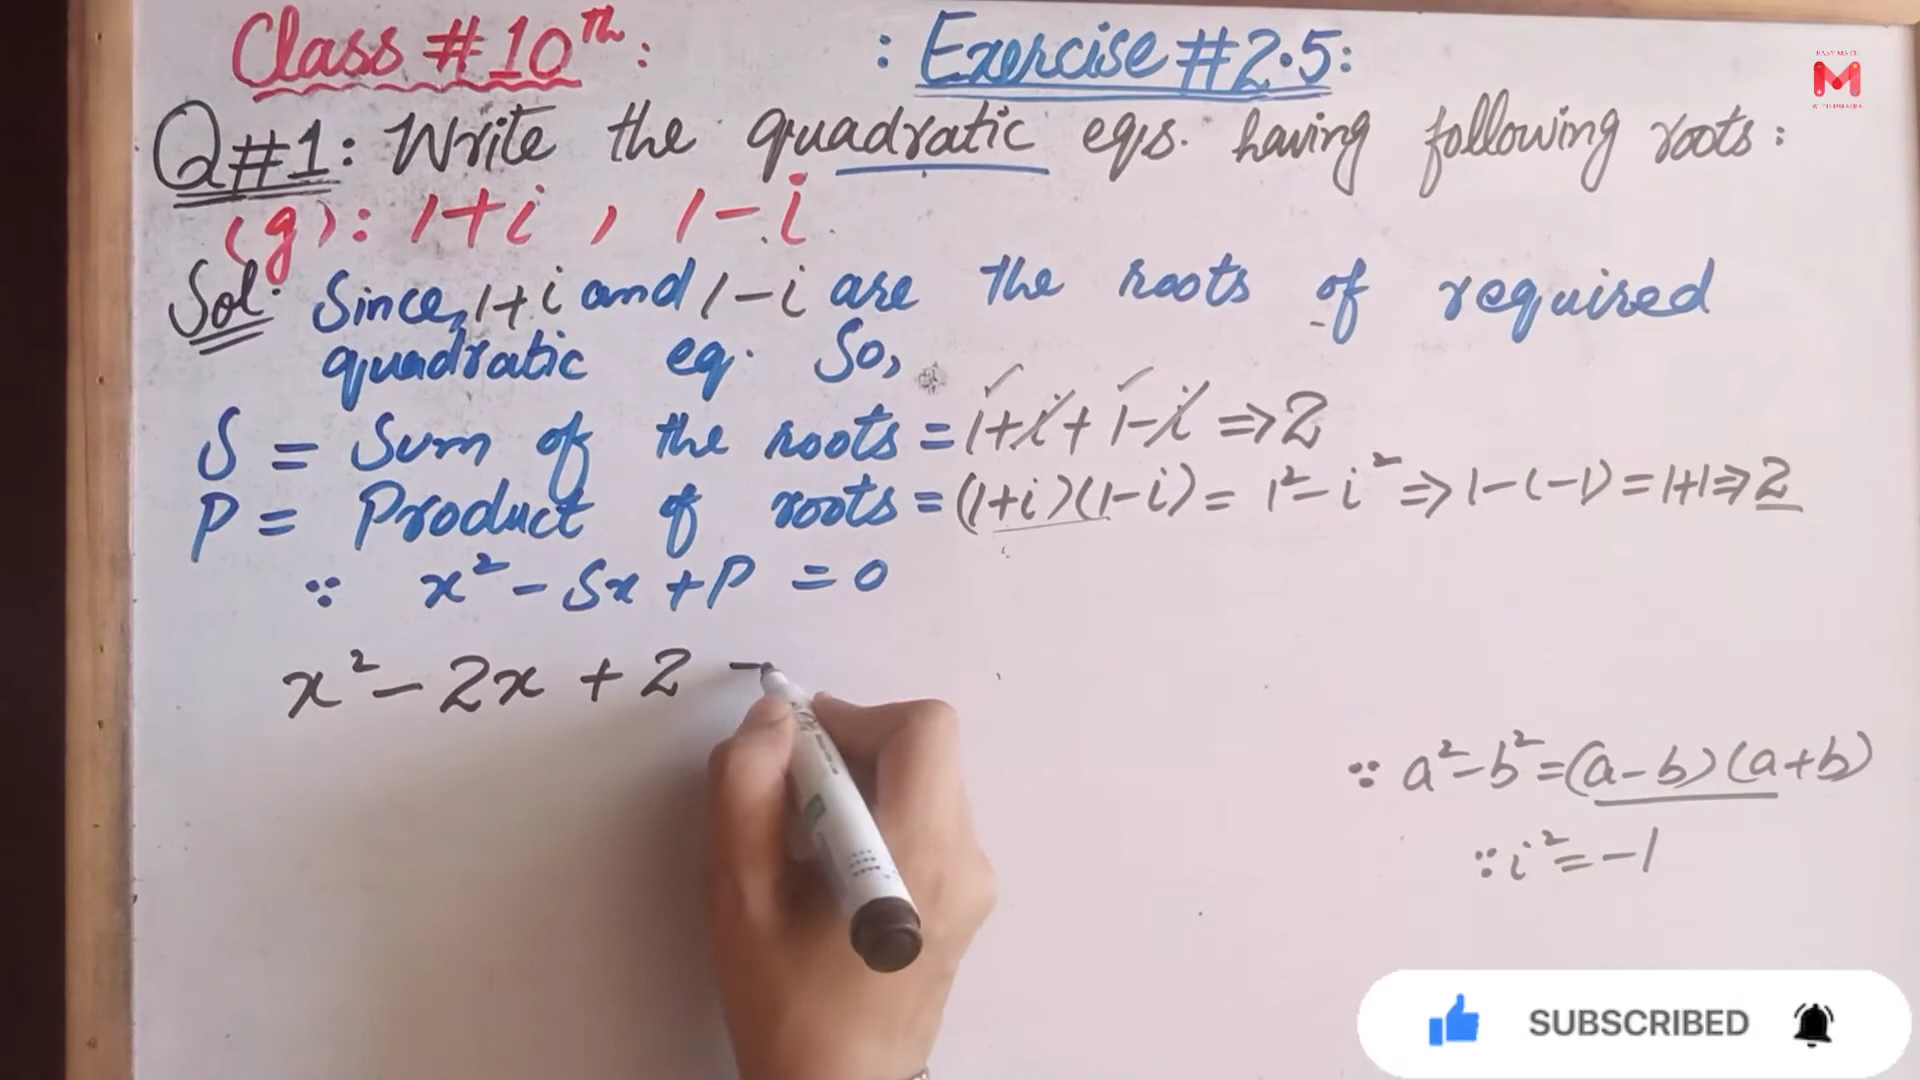 Class #10th: : Exercise #2.5:
Q#1: Write the quadratic eqs. having following roots:
(g): 1+i , 1-i
Sol: Since, 1+i and 1-i are the roots of required
quadratic eq. So,
S = Sum of the roots = 1+i+1-i => 2
P = Product of roots = (1+i)(1-i) = 1²-i² => 1-(-1) = 1+1 => 2
∵ x²-Sx+P = 0
x²-2x+2
∵ a²-b²=(a-b)(a+b)
∵ i²=-1
SUBSCRIBED